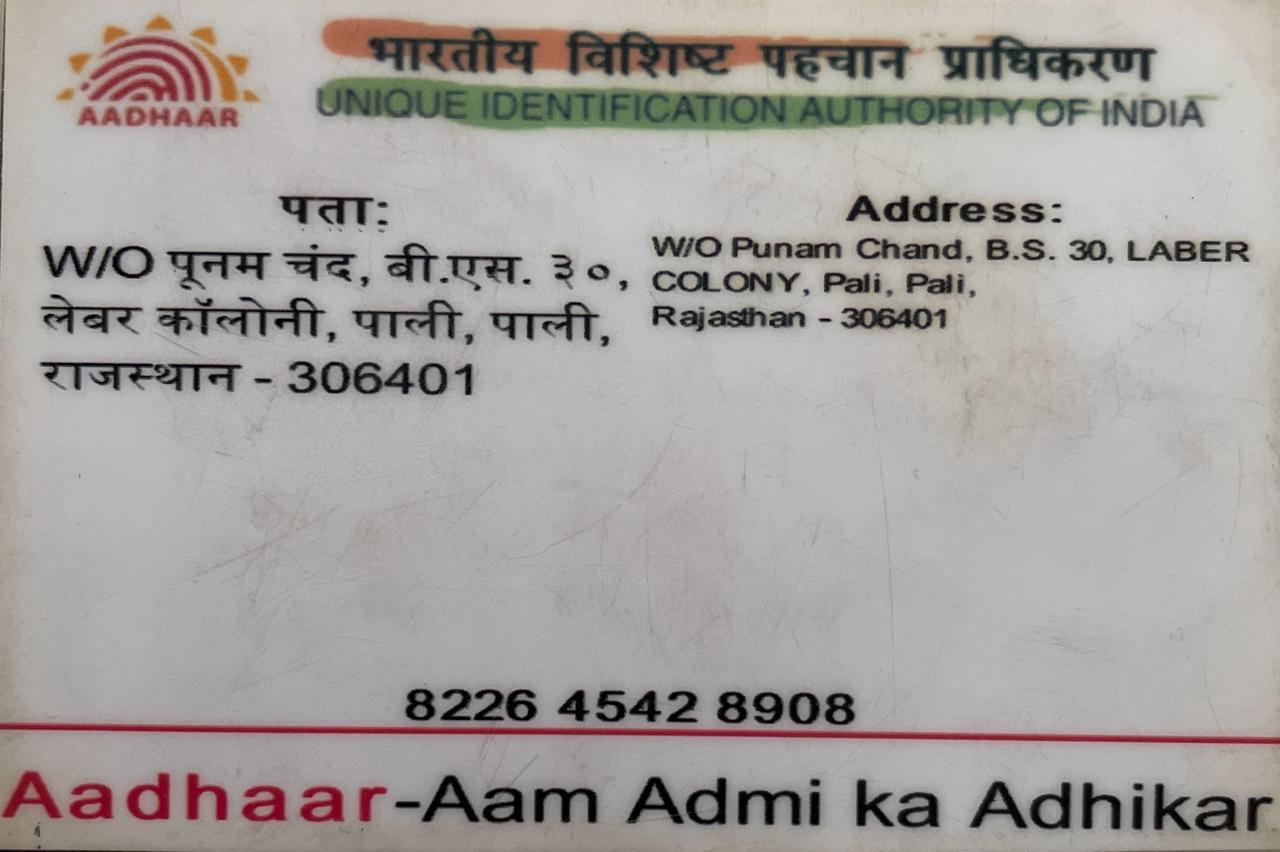 AADHAAR
भारतीय विशिष्ट पहचान प्राधिकरण
UNIQUE IDENTIFICATION AUTHORITY OF INDIA
पता:
W/O पूनम चंद, बी.एस. ३०,
लेबर कॉलोनी, पाली, पाली,
राजस्थान - 306401
Address:
W/O Punam Chand, B.S. 30, LABER
COLONY, Pali, Pali,
Rajasthan - 306401
8226 4542 8908
Aadhaar-Aam Admi ka Adhikar